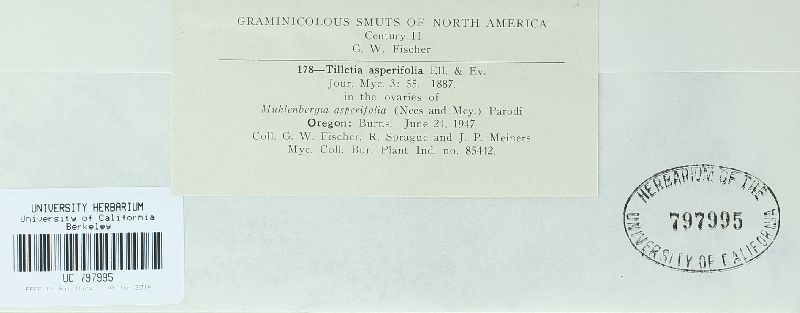 GRAMINICOLOUS SMUTS OF NORTH AMERICA
Century II
G. W. Fischer
178—Tilletia asperifolia Ell. & Ev.
Jour. Myc. 3: 55. 1887.
in the ovaries of
Muhlenbergia asperifolia (Nees and Mey.) Parodi
Oregon: Burns. June 24, 1947
Coll. G. W. Fischer, R. Sprague and J. P. Meiners
Myc. Coll. Bur. Plant Ind. no. 85442.
UNIVERSITY HERBARIUM
University of California
Berkeley
UC 797995
HERBARIUM OF THE
797995
UNIVERSITY OF CALIFORNIA